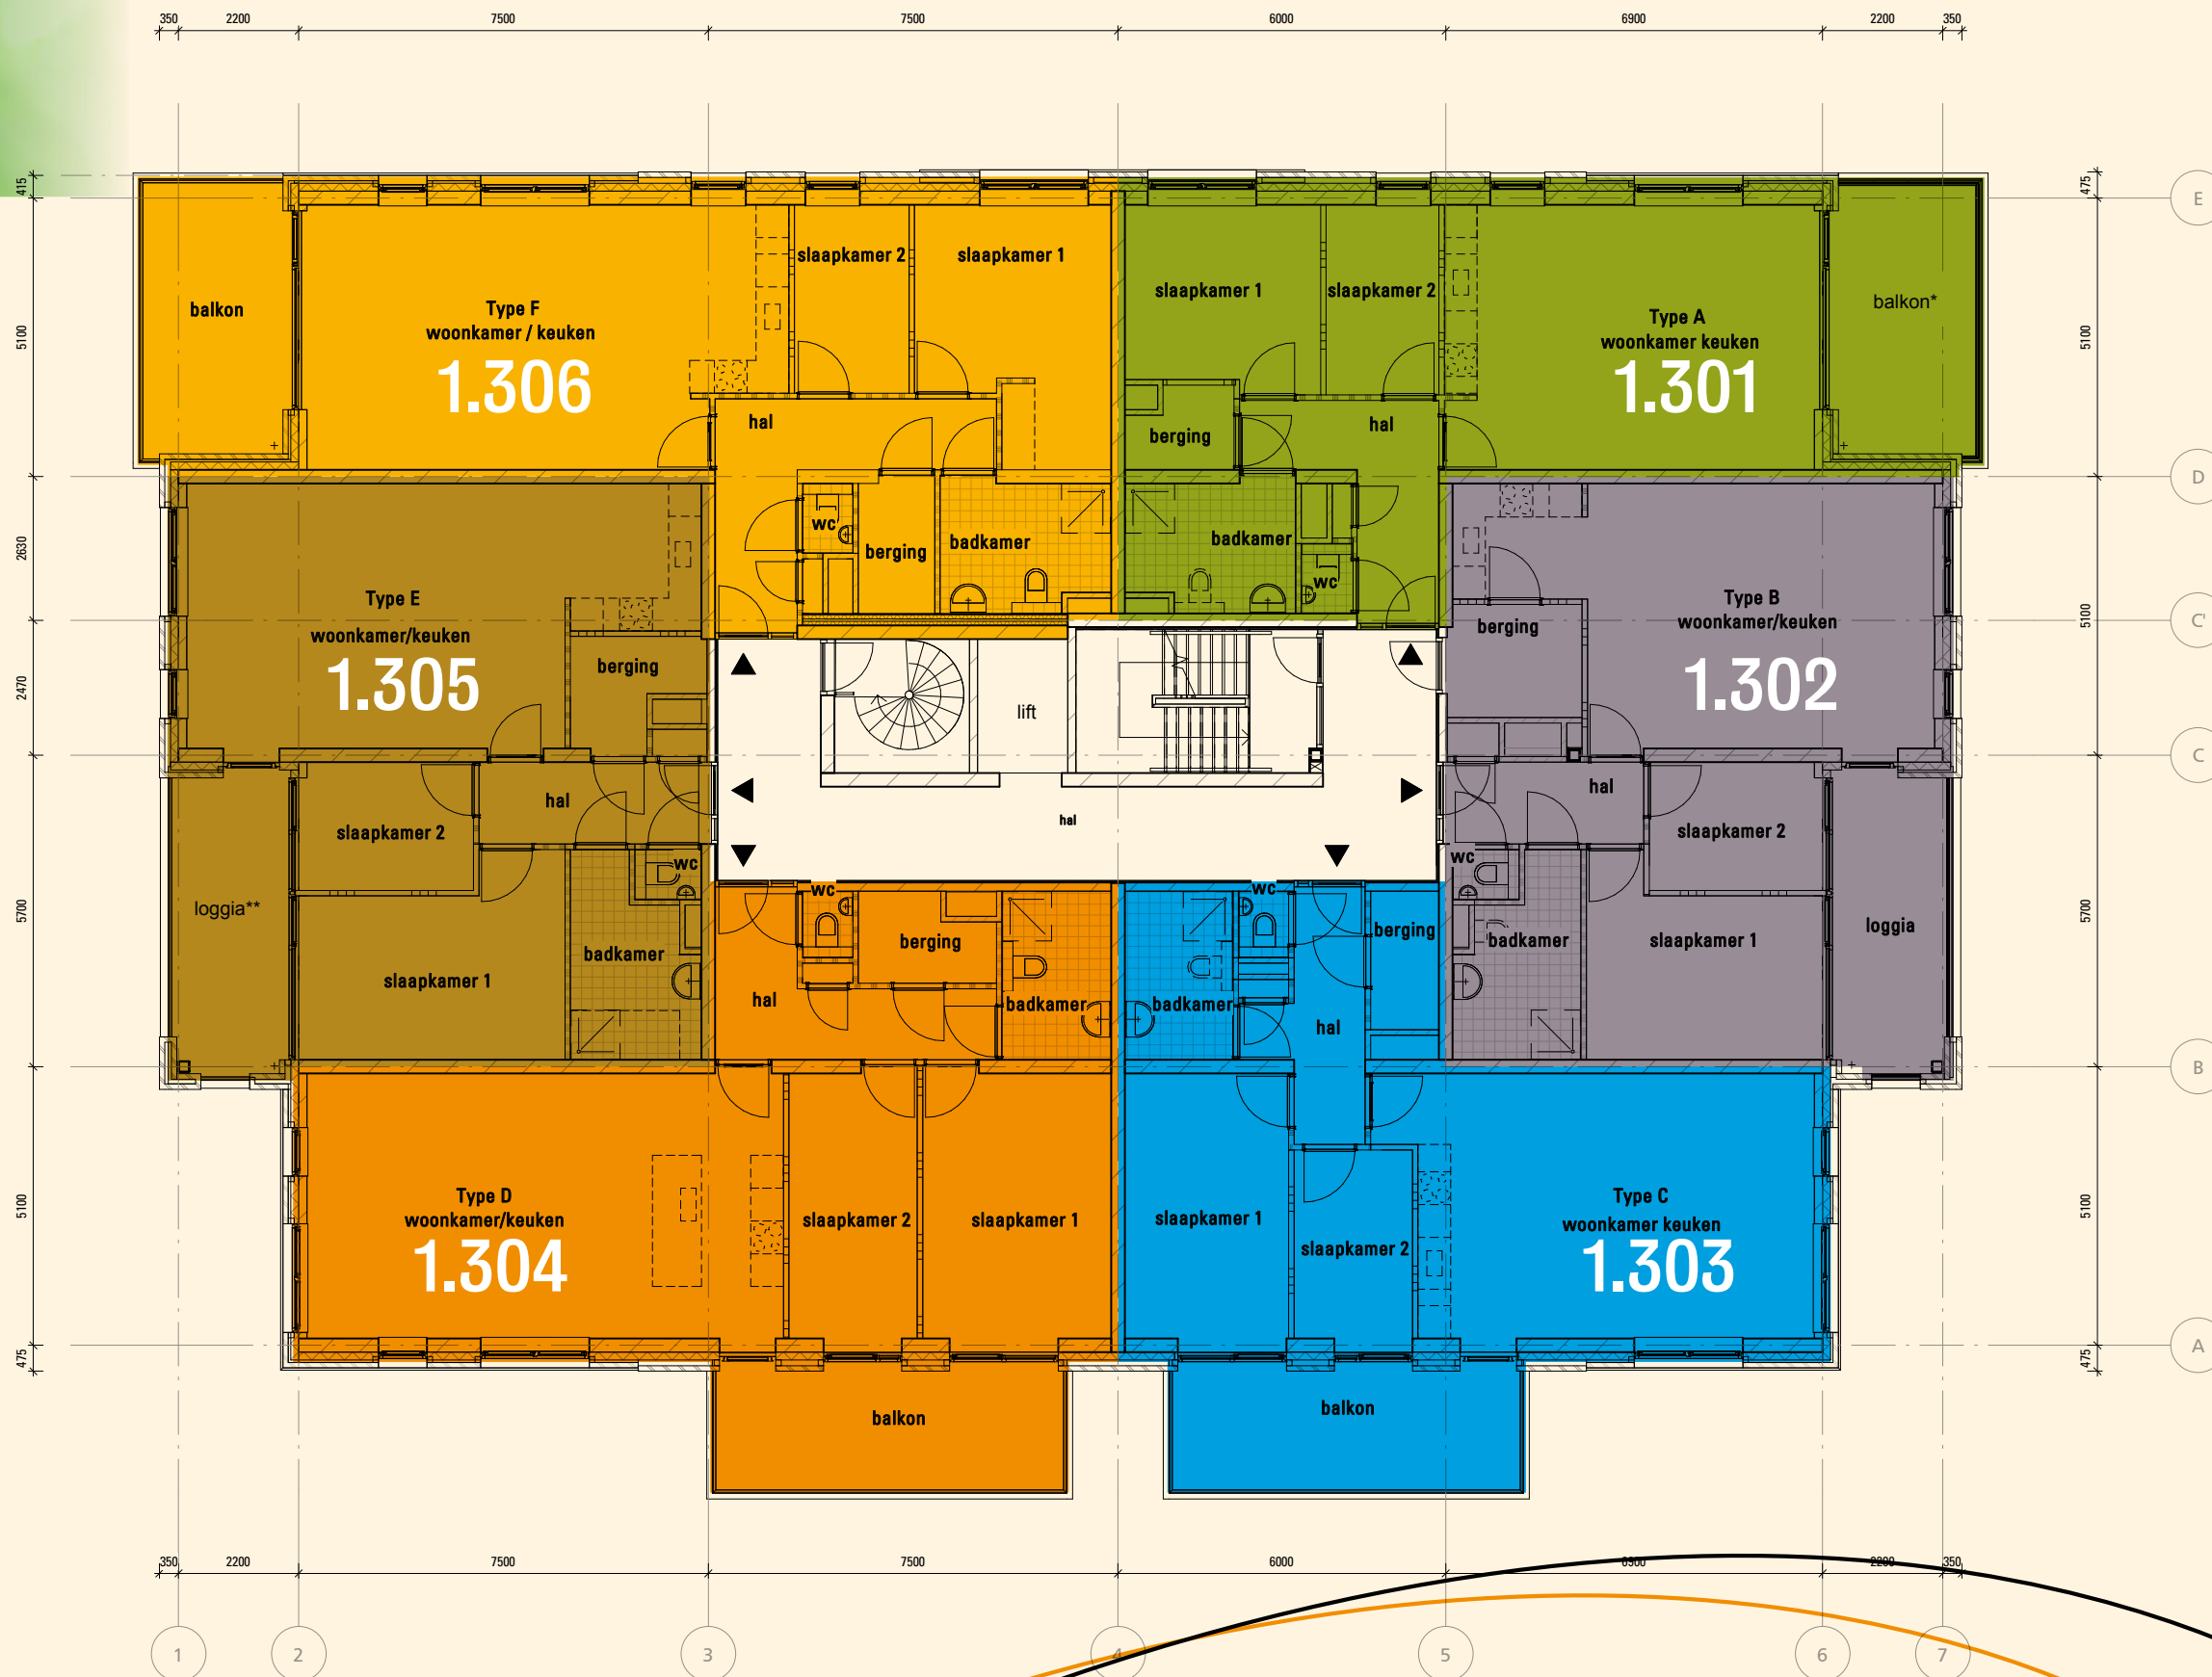 350 2200 7500 7500 6000 6900 2200 350
415
475
E
slaapkamer 2
slaapkamer 1
slaapkamer 1
slaapkamer 2
balkon
Type F
woonkamer / keuken
1.306
Type A
woonkamer keuken
1.301
balkon*
5100
5100
hal
berging
hal
D
wc
berging
badkamer
badkamer
wc
2630
Type E
woonkamer/keuken
1.305
berging
Type B
woonkamer/keuken
1.302
berging
5100
C'
2470
lift
C
hal
slaapkamer 2
hal
hal
slaapkamer 2
wc
wc
wc
wc
loggia**
5700
slaapkamer 1
badkamer
berging
badkamer
hal
badkamer
berging
hal
badkamer
slaapkamer 1
loggia
5700
B
Type D
woonkamer/keuken
1.304
slaapkamer 2
slaapkamer 1
slaapkamer 1
slaapkamer 2
Type C
woonkamer keuken
1.303
5100
5100
475
475
A
balkon
balkon
350 2200 7500 7500 6000 6900 2200 350
1 2 3 4 5 6 7